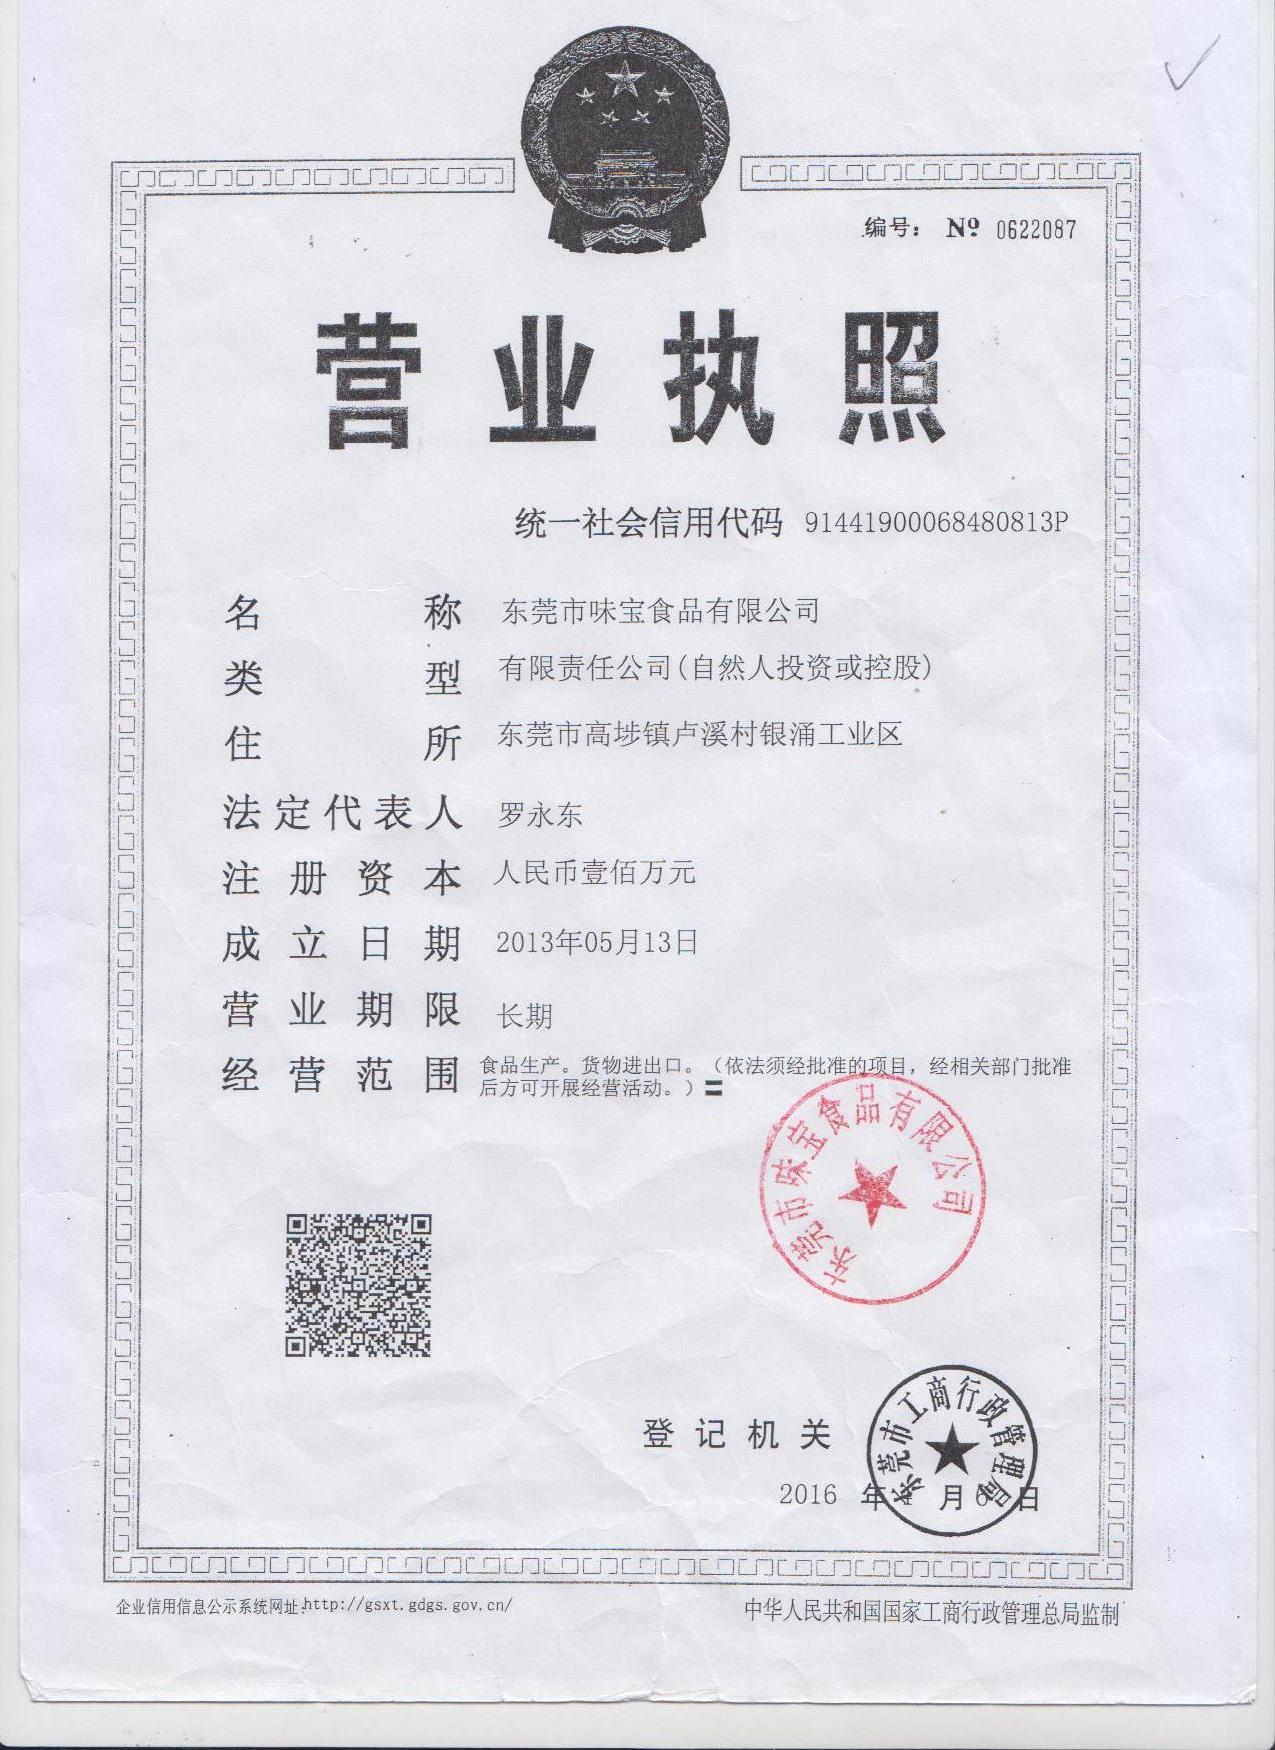 编号： № 0622087
营业执照
统一社会信用代码 91441900068480813P
名称 东莞市味宝食品有限公司
类型 有限责任公司(自然人投资或控股)
住所 东莞市高埗镇卢溪村银涌工业区
法定代表人 罗永东
注册资本 人民币壹佰万元
成立日期 2013年05月13日
营业期限 长期
经营范围 食品生产。货物进出口。（依法须经批准的项目，经相关部门批准
后方可开展经营活动。）〓
东莞市味宝食品有限公司
登记机关
东莞市工商行政管理局
2016 年 月 6 日
企业信用信息公示系统网址:http://gsxt.gdgs.gov.cn/
中华人民共和国国家工商行政管理总局监制